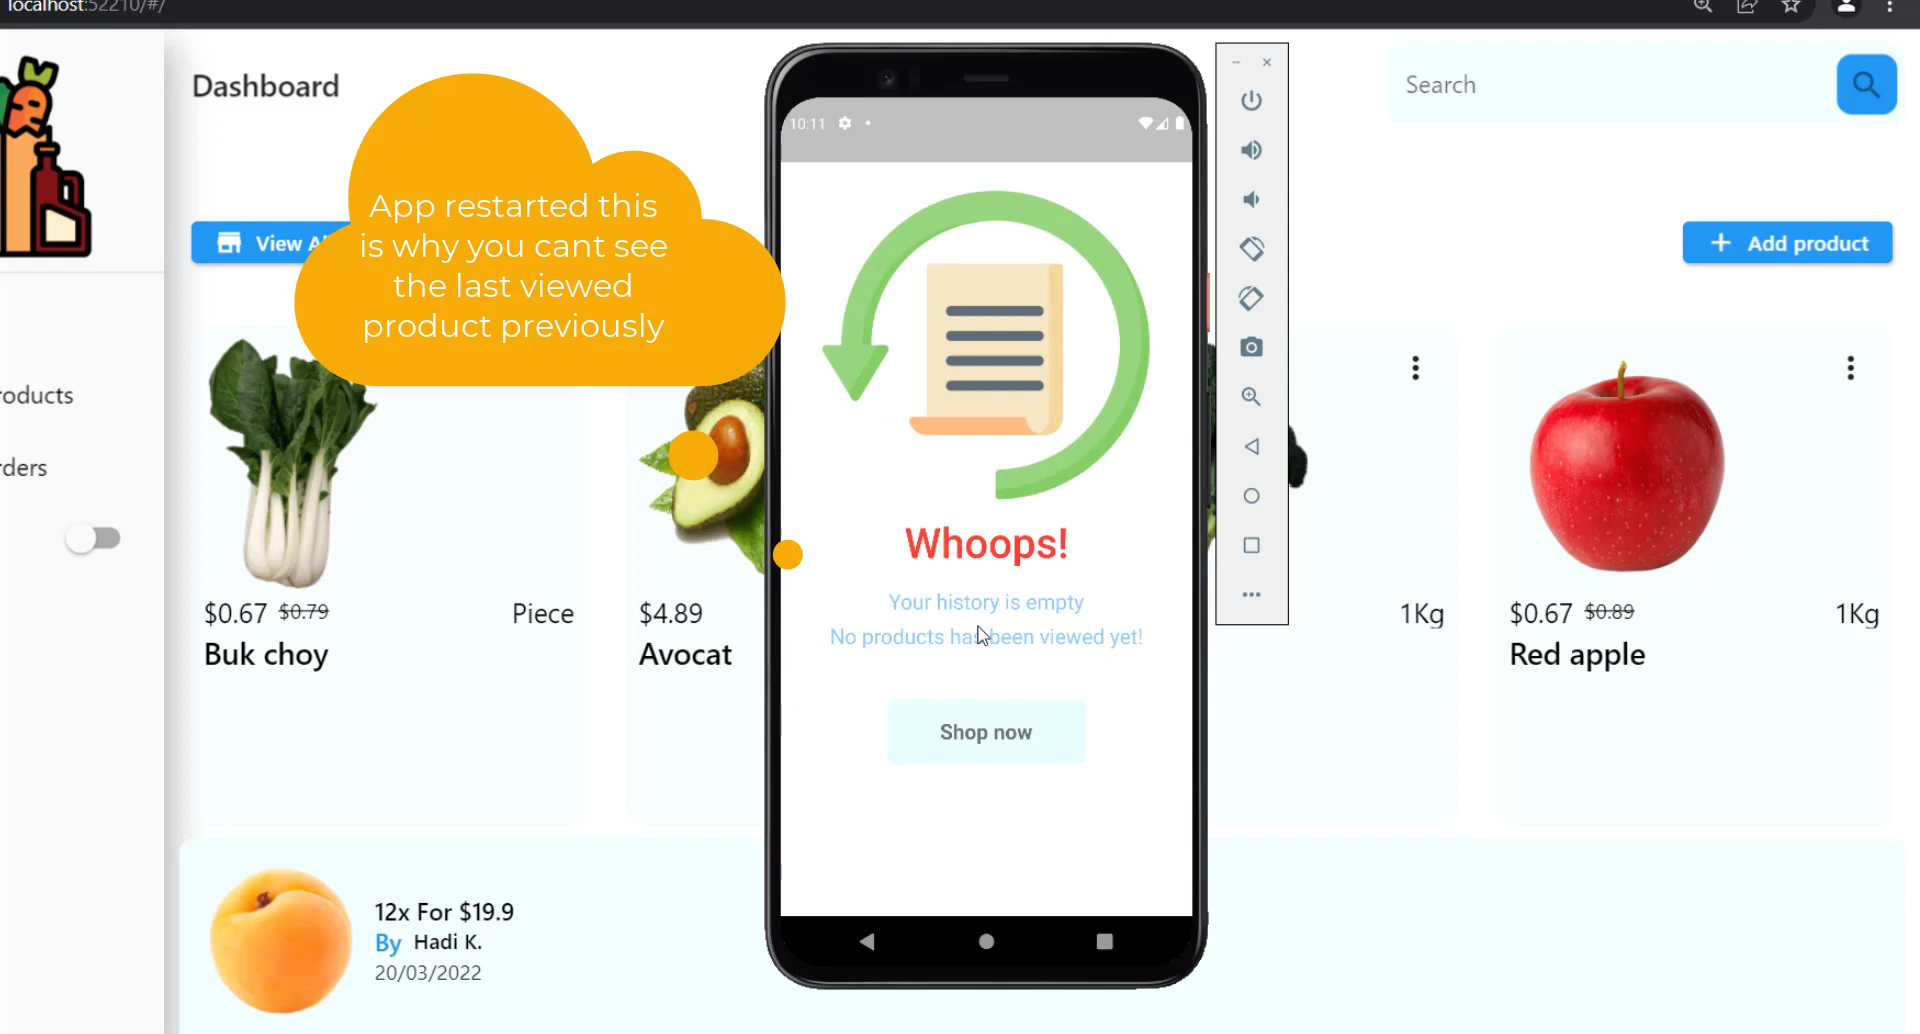 localhost:52210/#/
Dashboard
Search
View A
Add product
App restarted this
is why you cant see
the last viewed
product previously
10:11
oducts
ders
$0.67 $0.79 Piece
Buk choy
$4.89
Avocat
1Kg
$0.67 $0.89 1Kg
Red apple
Whoops!
Your history is empty
No products has been viewed yet!
Shop now
12x For $19.9
By Hadi K.
20/03/2022